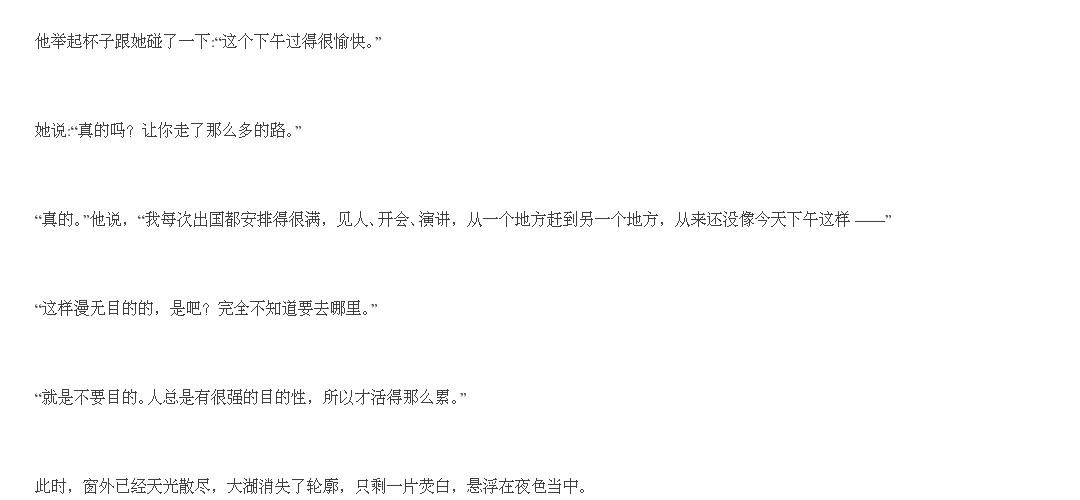 他举起杯子跟她碰了一下:“这个下午过得很愉快。”
她说:“真的吗？让你走了那么多的路。”
“真的。”他说，“我每次出国都安排得很满，见人、开会、演讲，从一个地方赶到另一个地方，从来还没像今天下午这样 ——”
“这样漫无目的的，是吧？完全不知道要去哪里。”
“就是不要目的。人总是有很强的目的性，所以才活得那么累。”
此时，窗外已经天光散尽，大湖消失了轮廓，只剩一片荧白，悬浮在夜色当中。